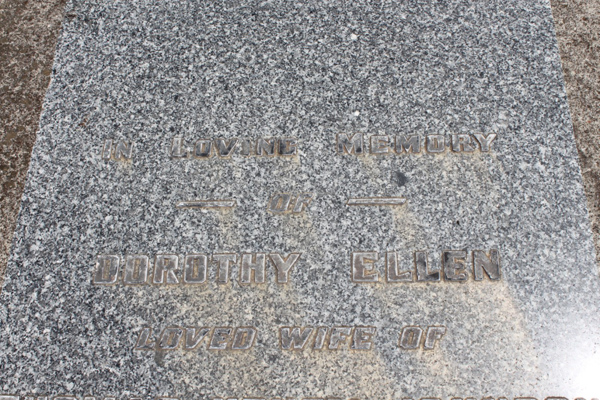 IN LOVING MEMORY
— OF —
DOROTHY ELLEN
LOVED WIFE OF